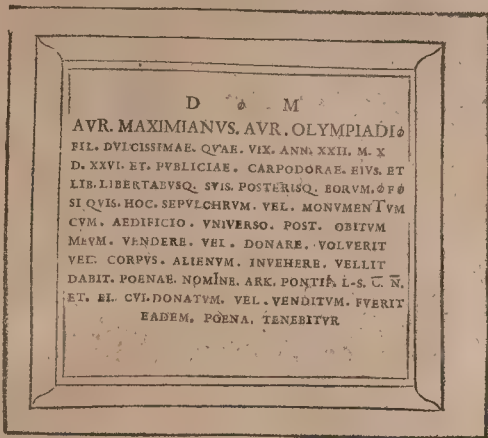 D ∅ M
AVR. MAXIMIANVS. AVR. OLYMPIADI∅
FIL. DVLCISSIMAE. QVAE. VIX. ANN. XXII. M. X
D. XXVI. ET. PVBLICIAE. CARPODORAE. EIVS. ET
LIB. LIBERTABVSQ. SVIS. POSTERISQ. EORVM. ∅ F∅
SI QVIS. HOC. SEPVLCHRVM. VEL. MONVMENTVM
CVM. AEDIFICIO. VNIVERSO. POST. OBITVM
MEVM. VENDERE. VEL. DONARE. VOLVERIT
VEL. CORPVS. ALIENVM. INVEHERE. VELLIT
DABIT. POENAE. NOMINE. ARK. PONTIF. L-S. C̅. N̅.
ET. EI. CVI. DONATVM. VEL. VENDITVM. FVERIT
EADEM. POENA. TENEBITVR